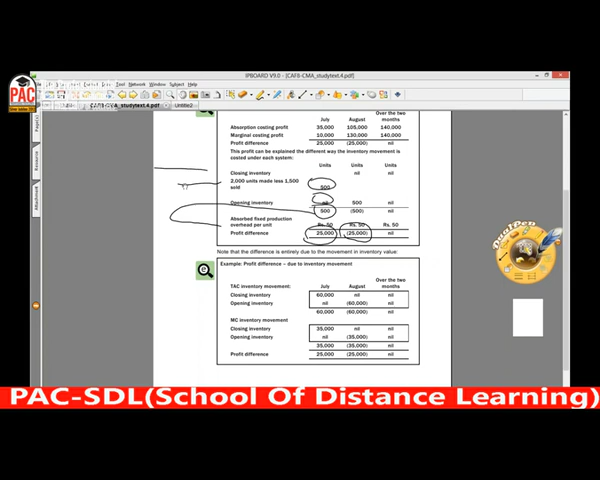 IPBOARD V9.0 - [CAF8-CMA_studytext.4.pdf]
Tool Network Window Subject Help
CAF8-CMA_studytext.4.pdf Untitled2
PAC
Page(s)
Resource
Attachment
July August Over the two months
Absorption costing profit 35,000 105,000 140,000
Marginal costing profit 10,000 130,000 140,000
Profit difference 25,000 (25,000) nil
This profit can be explained the different way the inventory movement is
costed under each system:
Units Units Units
Closing inventory nil nil
2,000 units made less 1,500
sold 500
Opening inventory nil 500 nil
500 (500) nil
Absorbed fixed production
overhead per unit Rs. 50 Rs. 50 Rs. 50
Profit difference 25,000 (25,000) nil
Note that the difference is entirely due to the movement in inventory value:
Example: Profit difference – due to inventory movement
TAC inventory movement: July August Over the two months
Closing inventory 60,000 nil nil
Opening inventory nil (60,000) nil
60,000 (60,000) nil
MC inventory movement
Closing inventory 35,000 nil nil
Opening inventory nil (35,000) nil
35,000 (35,000) nil
Profit difference 25,000 (25,000) nil
DualPen
PAC-SDL(School Of Distance Learning)